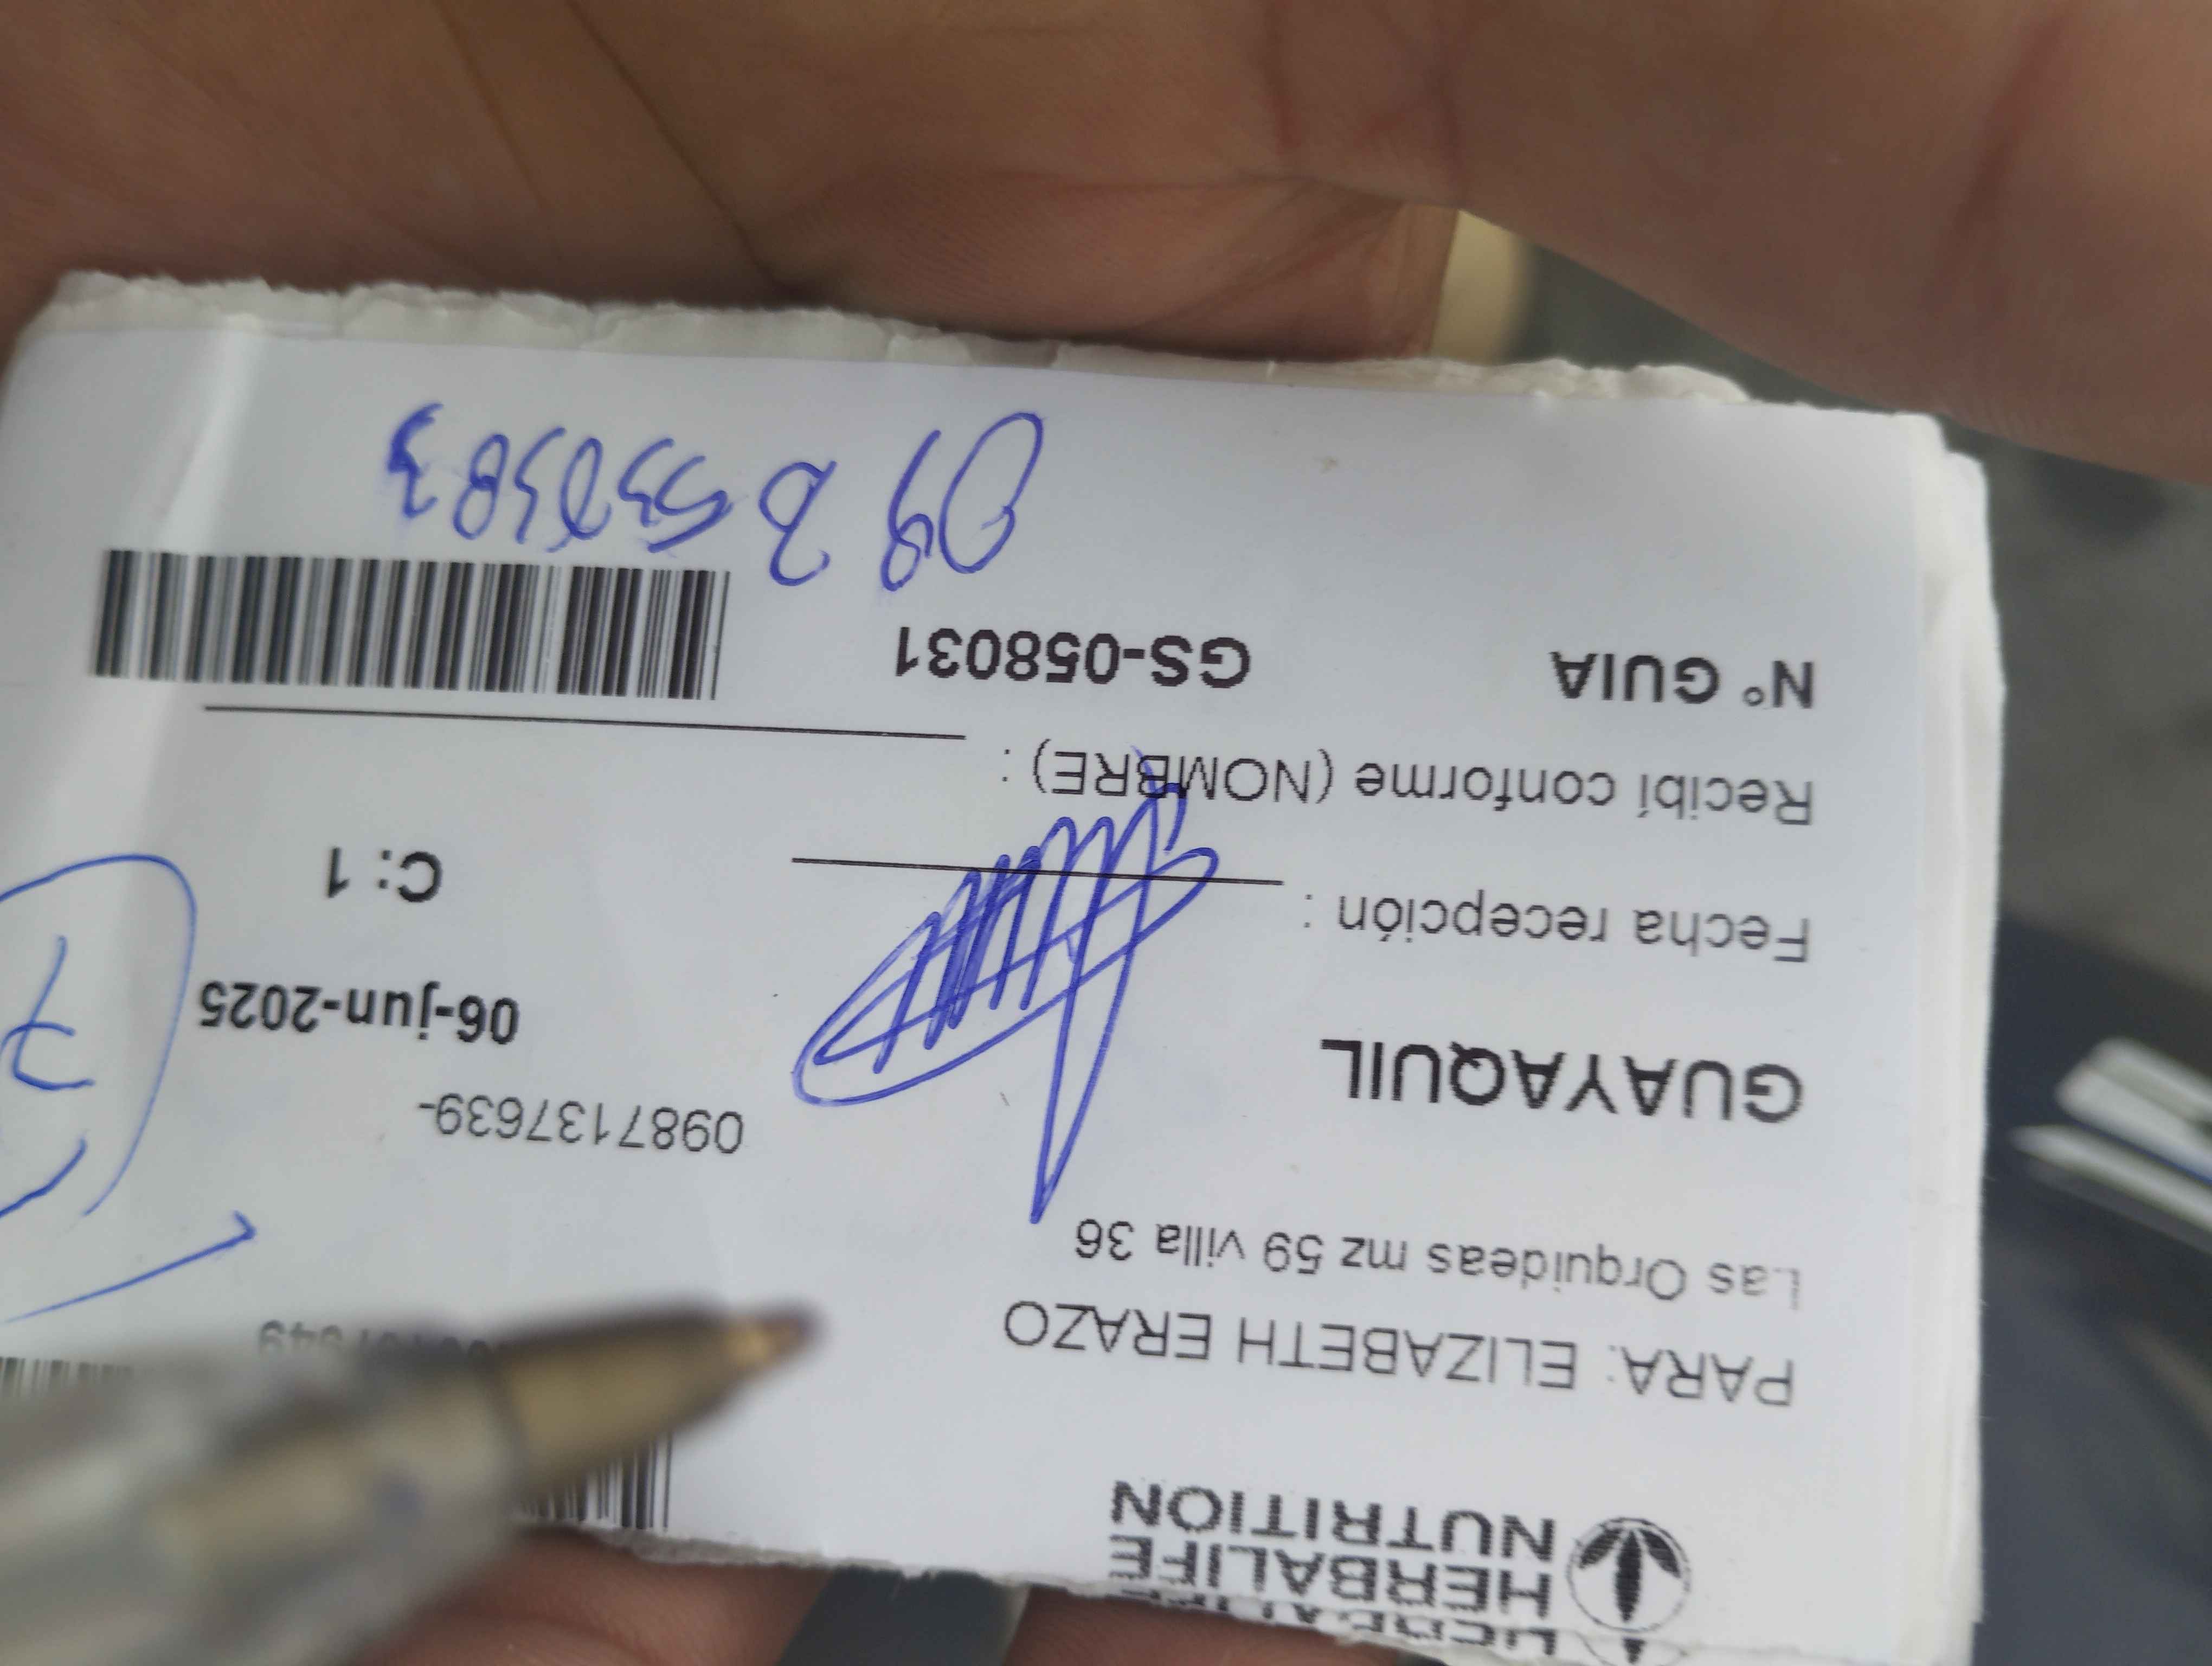 HERBALIFE
NUTRITION
PARA: ELIZABETH ERAZO
Las Orquideas mz 59 villa 36
0987137639-
GUAYAQUIL
06-jun-2025
Fecha recepción :
C: 1
Recibí conforme (NOMBRE) :
N° GUIA GS-058031
7